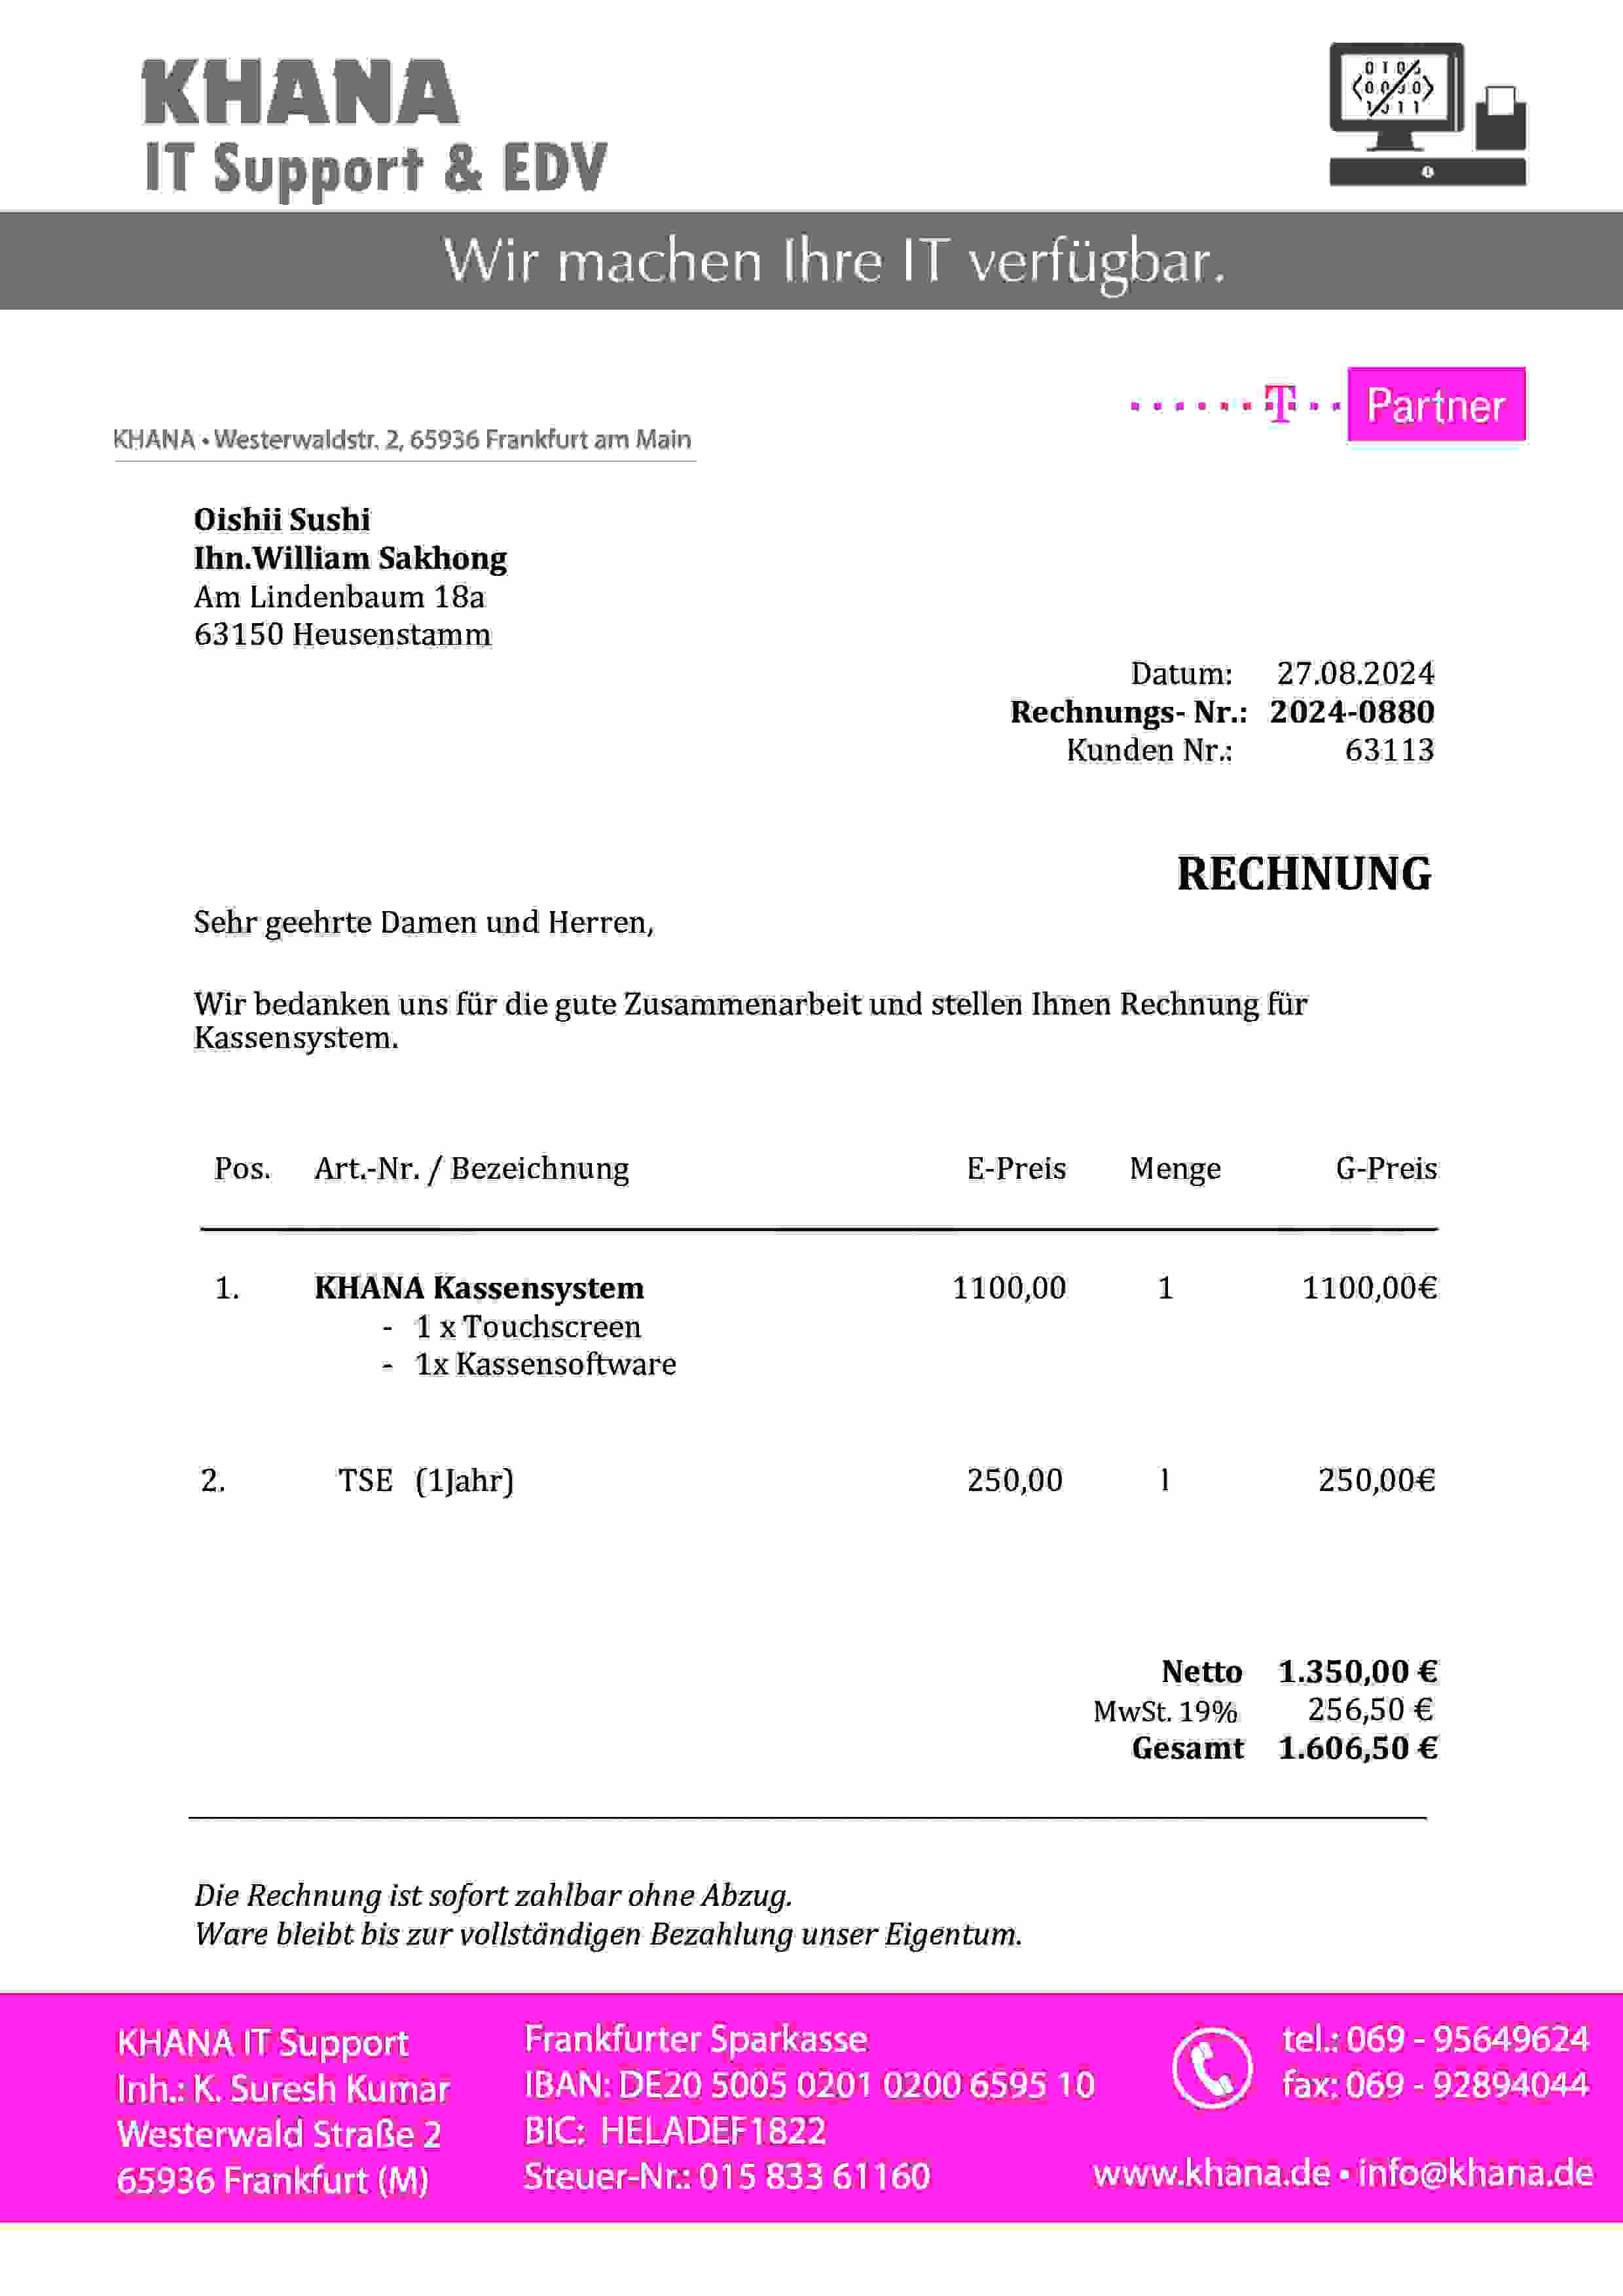 KHANA
IT Support & EDV
Wir machen Ihre IT verfügbar.
T Partner
KHANA • Westerwaldstr. 2, 65936 Frankfurt am Main
Oishii Sushi
Ihn.William Sakhong
Am Lindenbaum 18a
63150 Heusenstamm
Datum: 27.08.2024
Rechnungs- Nr.: 2024-0880
Kunden Nr.: 63113
RECHNUNG
Sehr geehrte Damen und Herren,
Wir bedanken uns für die gute Zusammenarbeit und stellen Ihnen Rechnung für
Kassensystem.
Pos. Art.-Nr. / Bezeichnung E-Preis Menge G-Preis
1. KHANA Kassensystem 1100,00 1 1100,00€
- 1 x Touchscreen
- 1x Kassensoftware
2. TSE (1Jahr) 250,00 1 250,00€
Netto 1.350,00 €
MwSt. 19% 256,50 €
Gesamt 1.606,50 €
Die Rechnung ist sofort zahlbar ohne Abzug.
Ware bleibt bis zur vollständigen Bezahlung unser Eigentum.
KHANA IT Support
Inh.: K. Suresh Kumar
Westerwald Straße 2
65936 Frankfurt (M)
Frankfurter Sparkasse
IBAN: DE20 5005 0201 0200 6595 10
BIC: HELADEF1822
Steuer-Nr.: 015 833 61160
tel.: 069 - 95649624
fax: 069 - 92894044
www.khana.de • info@khana.de